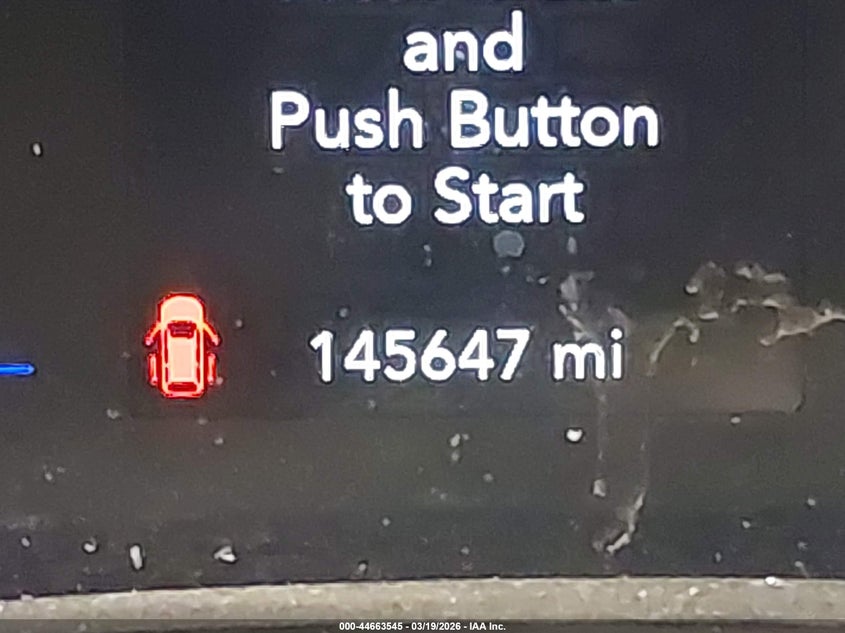 and
Push Button
to Start
145647 mi
000-44663545 - 03/19/2026 - IAA Inc.